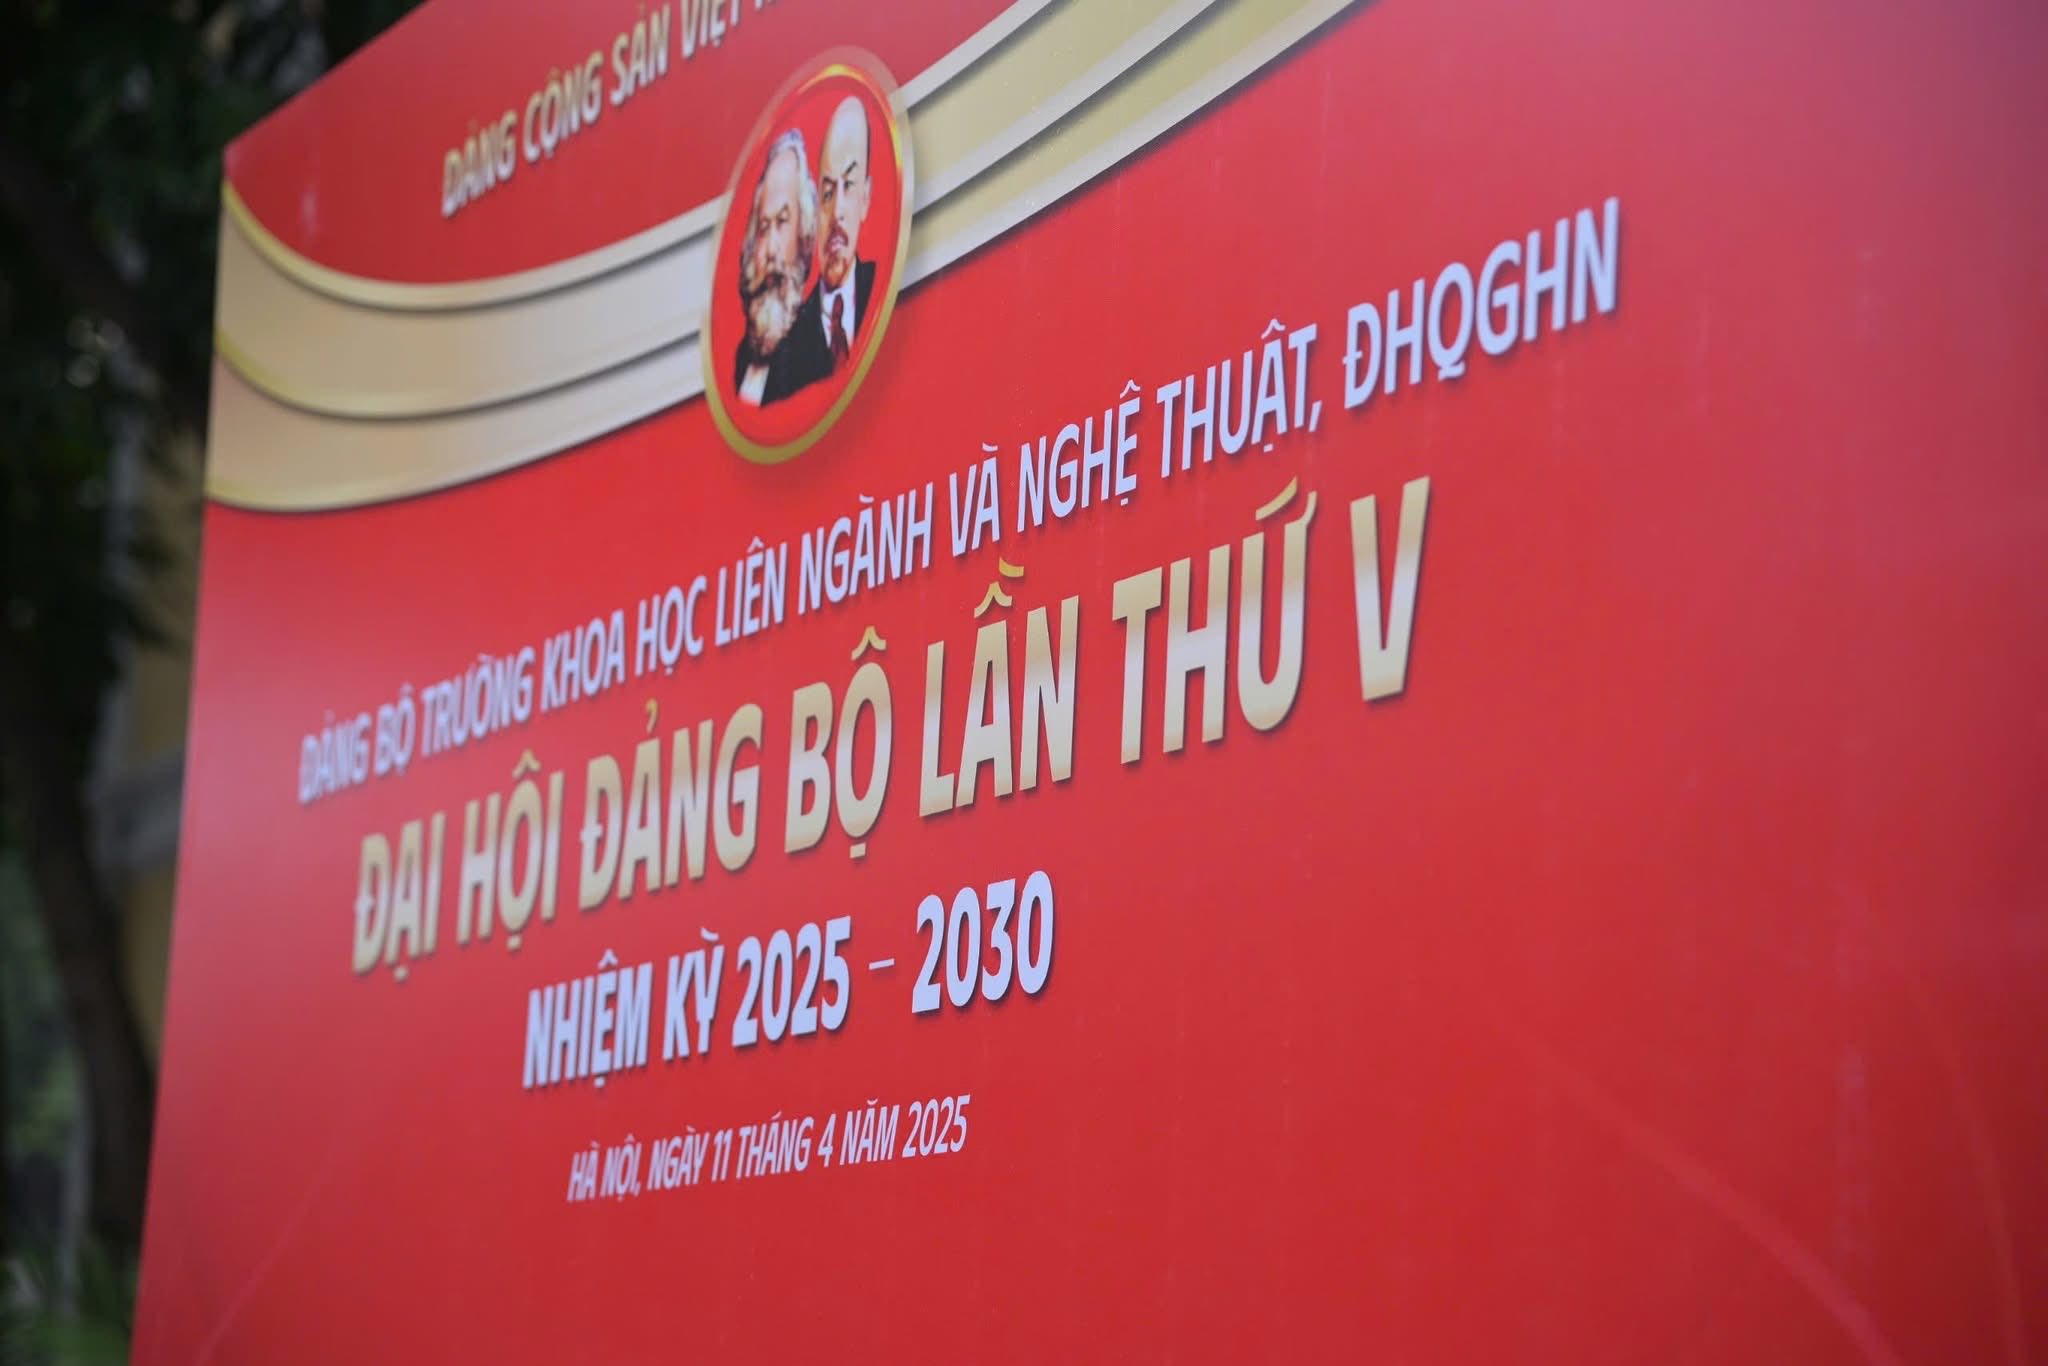 ĐẢNG CỘNG SẢN VIỆT
ĐẢNG BỘ TRƯỜNG KHOA HỌC LIÊN NGÀNH VÀ NGHỆ THUẬT, ĐHQGHN
ĐẠI HỘI ĐẢNG BỘ LẦN THỨ V
NHIỆM KỲ 2025 – 2030
HÀ NỘI, NGÀY 11 THÁNG 4 NĂM 2025